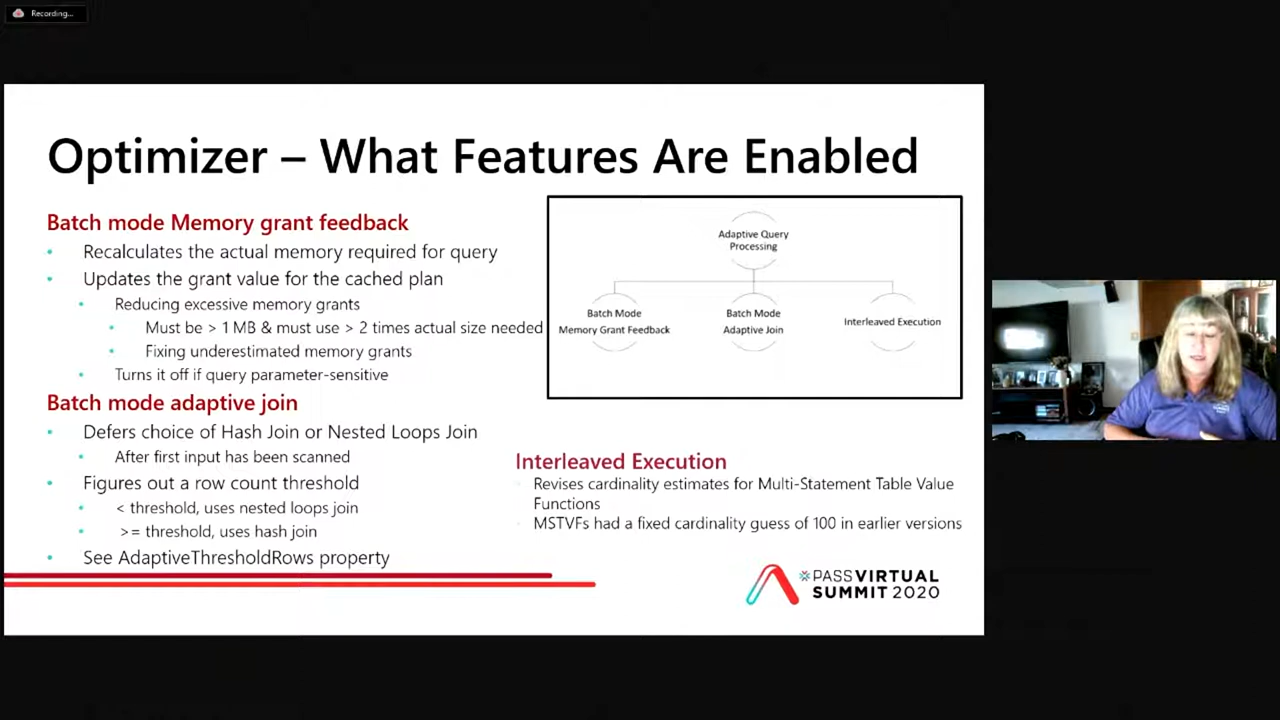 Recording...
Optimizer – What Features Are Enabled
Batch mode Memory grant feedback
• Recalculates the actual memory required for query
• Updates the grant value for the cached plan
• Reducing excessive memory grants
• Must be > 1 MB & must use > 2 times actual size needed
• Fixing underestimated memory grants
• Turns it off if query parameter-sensitive
Batch mode adaptive join
• Defers choice of Hash Join or Nested Loops Join
• After first input has been scanned
• Figures out a row count threshold
• < threshold, uses nested loops join
• >= threshold, uses hash join
• See AdaptiveThresholdRows property
Adaptive Query
Processing
Batch Mode
Memory Grant Feedback
Batch Mode
Adaptive Join
Interleaved Execution
Interleaved Execution
Revises cardinality estimates for Multi-Statement Table Value
Functions
MSTVFs had a fixed cardinality guess of 100 in earlier versions
PASS VIRTUAL
SUMMIT 2020